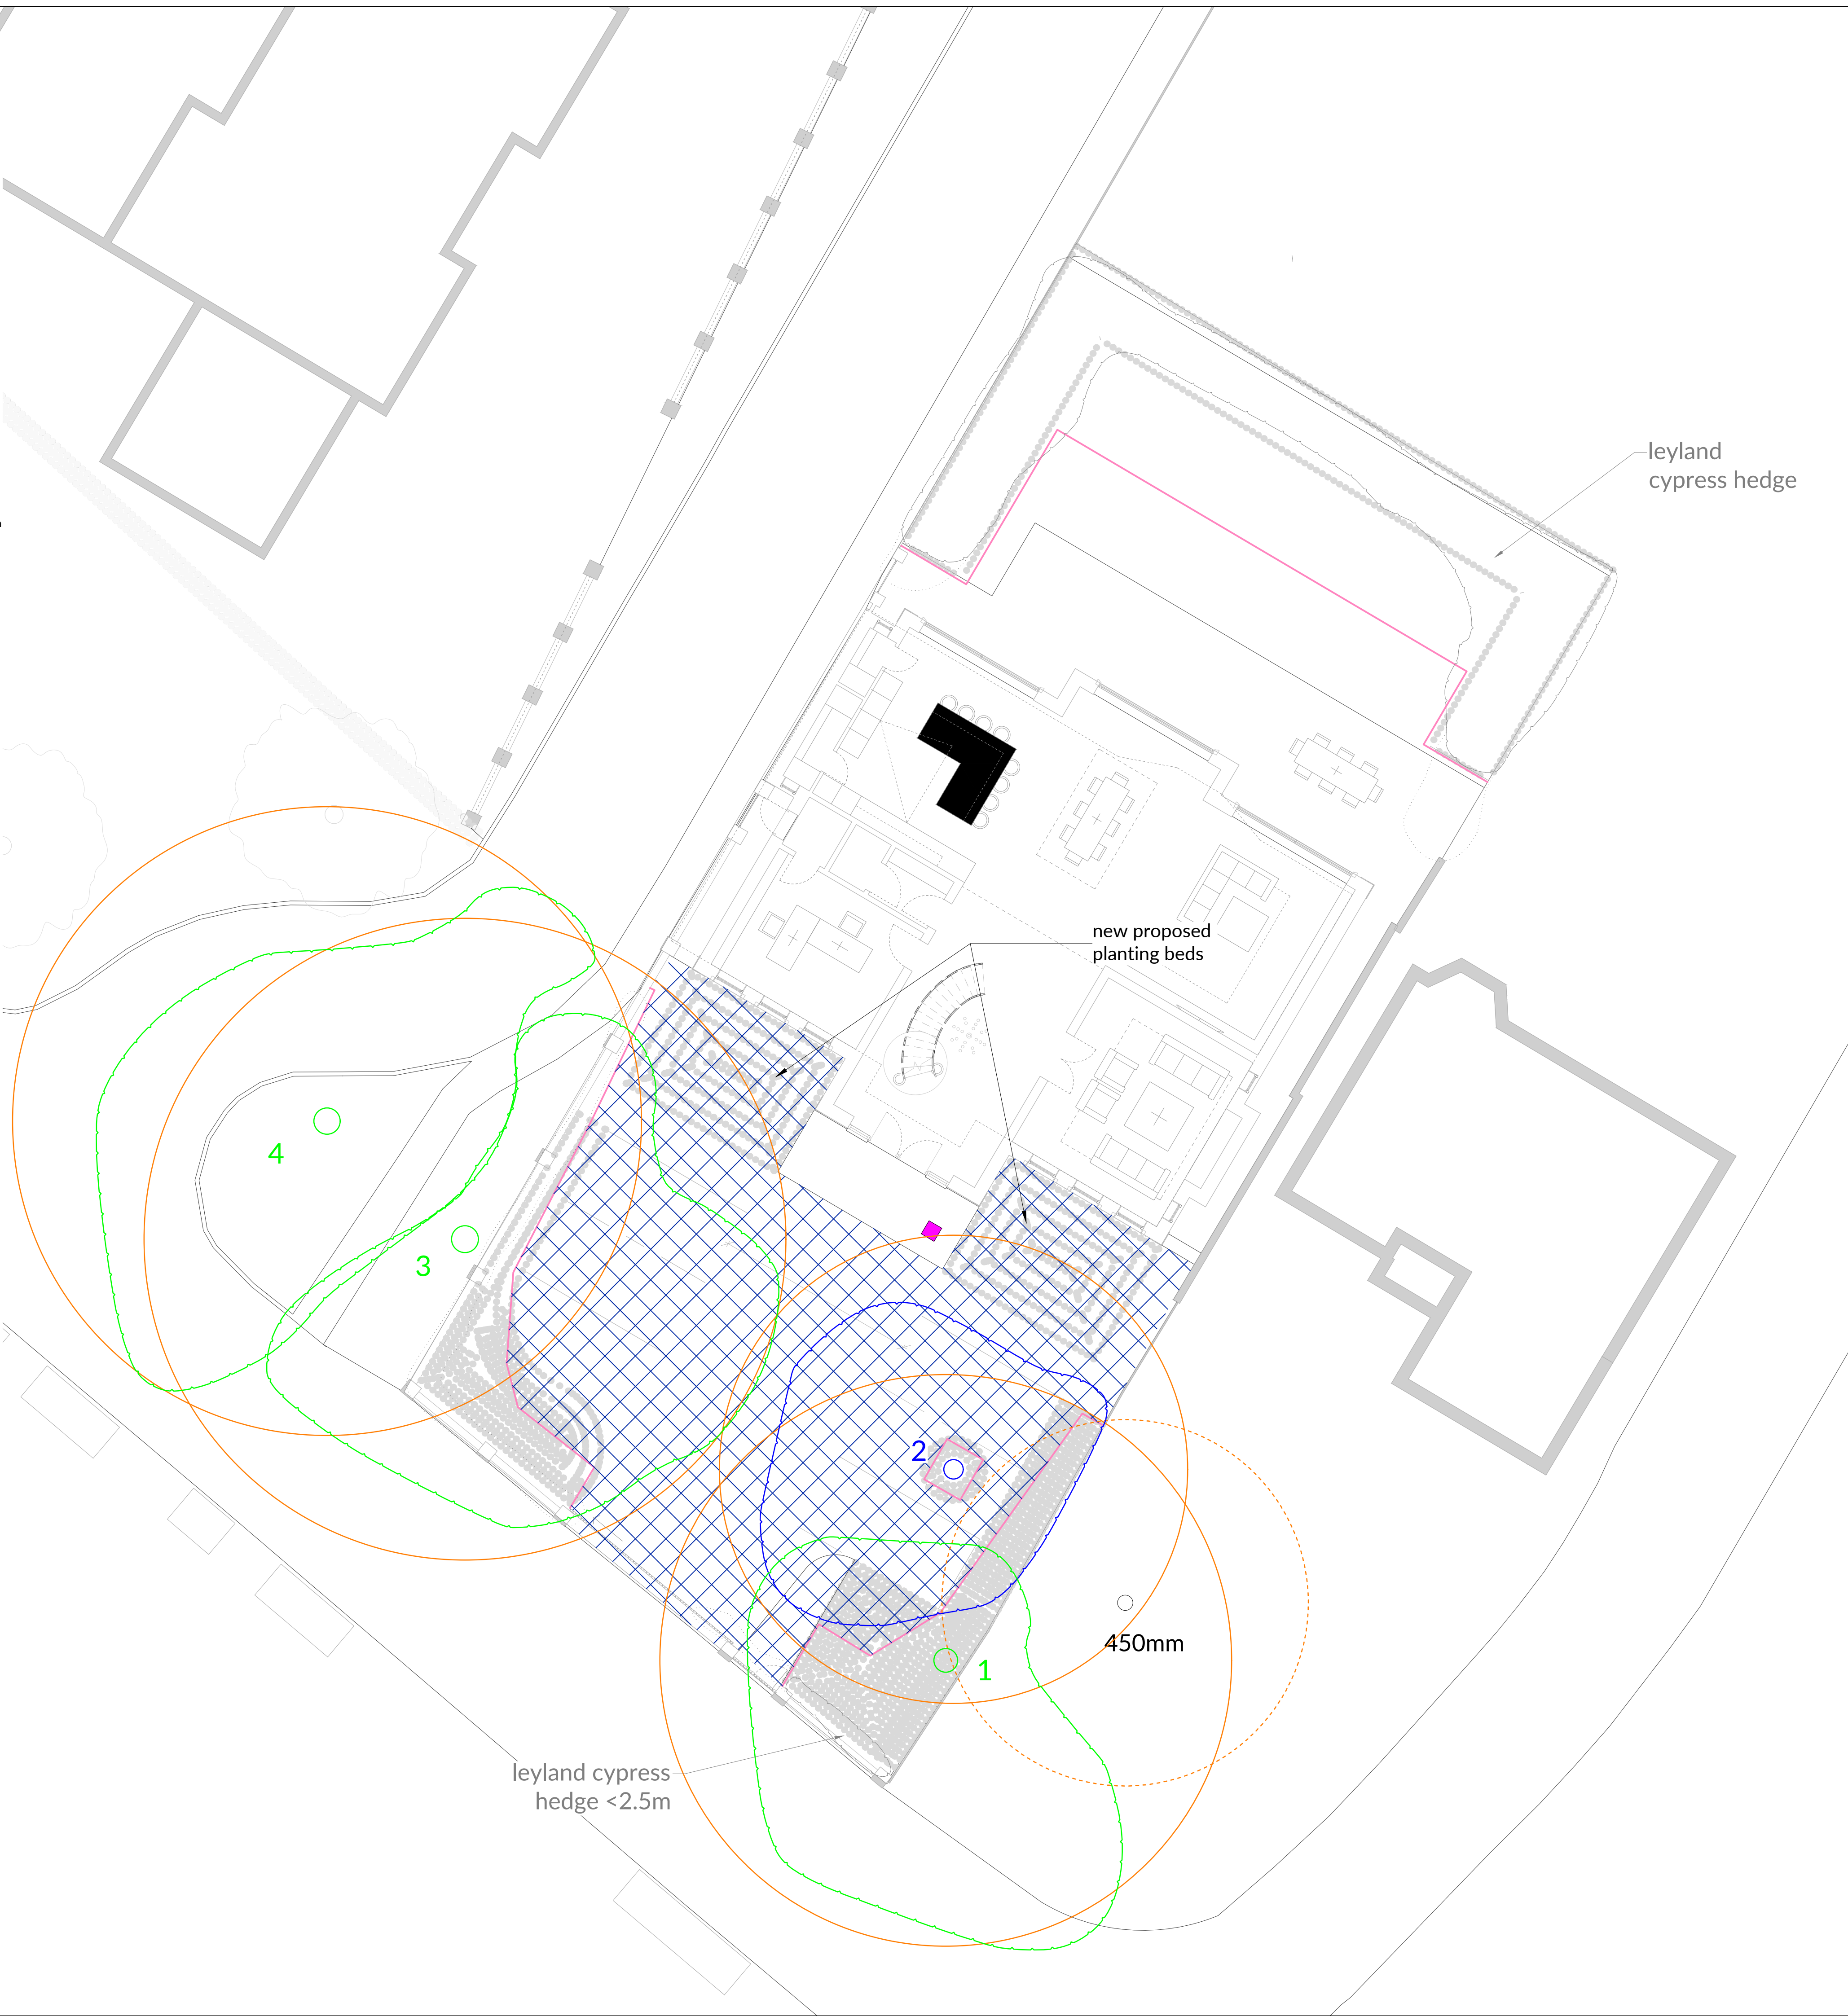 leyland
cypress hedge
new proposed
planting beds
4
3
2
450mm
1
leyland cypress
hedge <2.5m